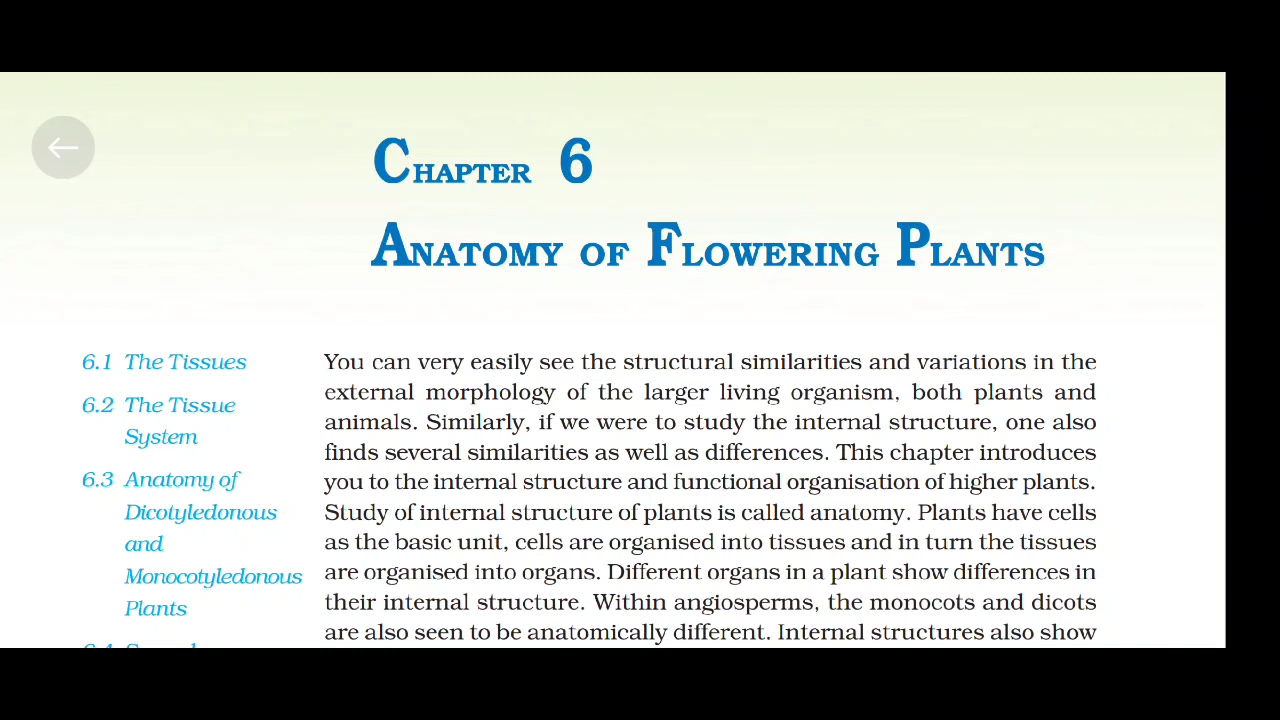 CHAPTER 6
ANATOMY OF FLOWERING PLANTS
6.1 The Tissues
6.2 The Tissue
System
6.3 Anatomy of
Dicotyledonous
and
Monocotyledonous
Plants
You can very easily see the structural similarities and variations in the
external morphology of the larger living organism, both plants and
animals. Similarly, if we were to study the internal structure, one also
finds several similarities as well as differences. This chapter introduces
you to the internal structure and functional organisation of higher plants.
Study of internal structure of plants is called anatomy. Plants have cells
as the basic unit, cells are organised into tissues and in turn the tissues
are organised into organs. Different organs in a plant show differences in
their internal structure. Within angiosperms, the monocots and dicots
are also seen to be anatomically different. Internal structures also show